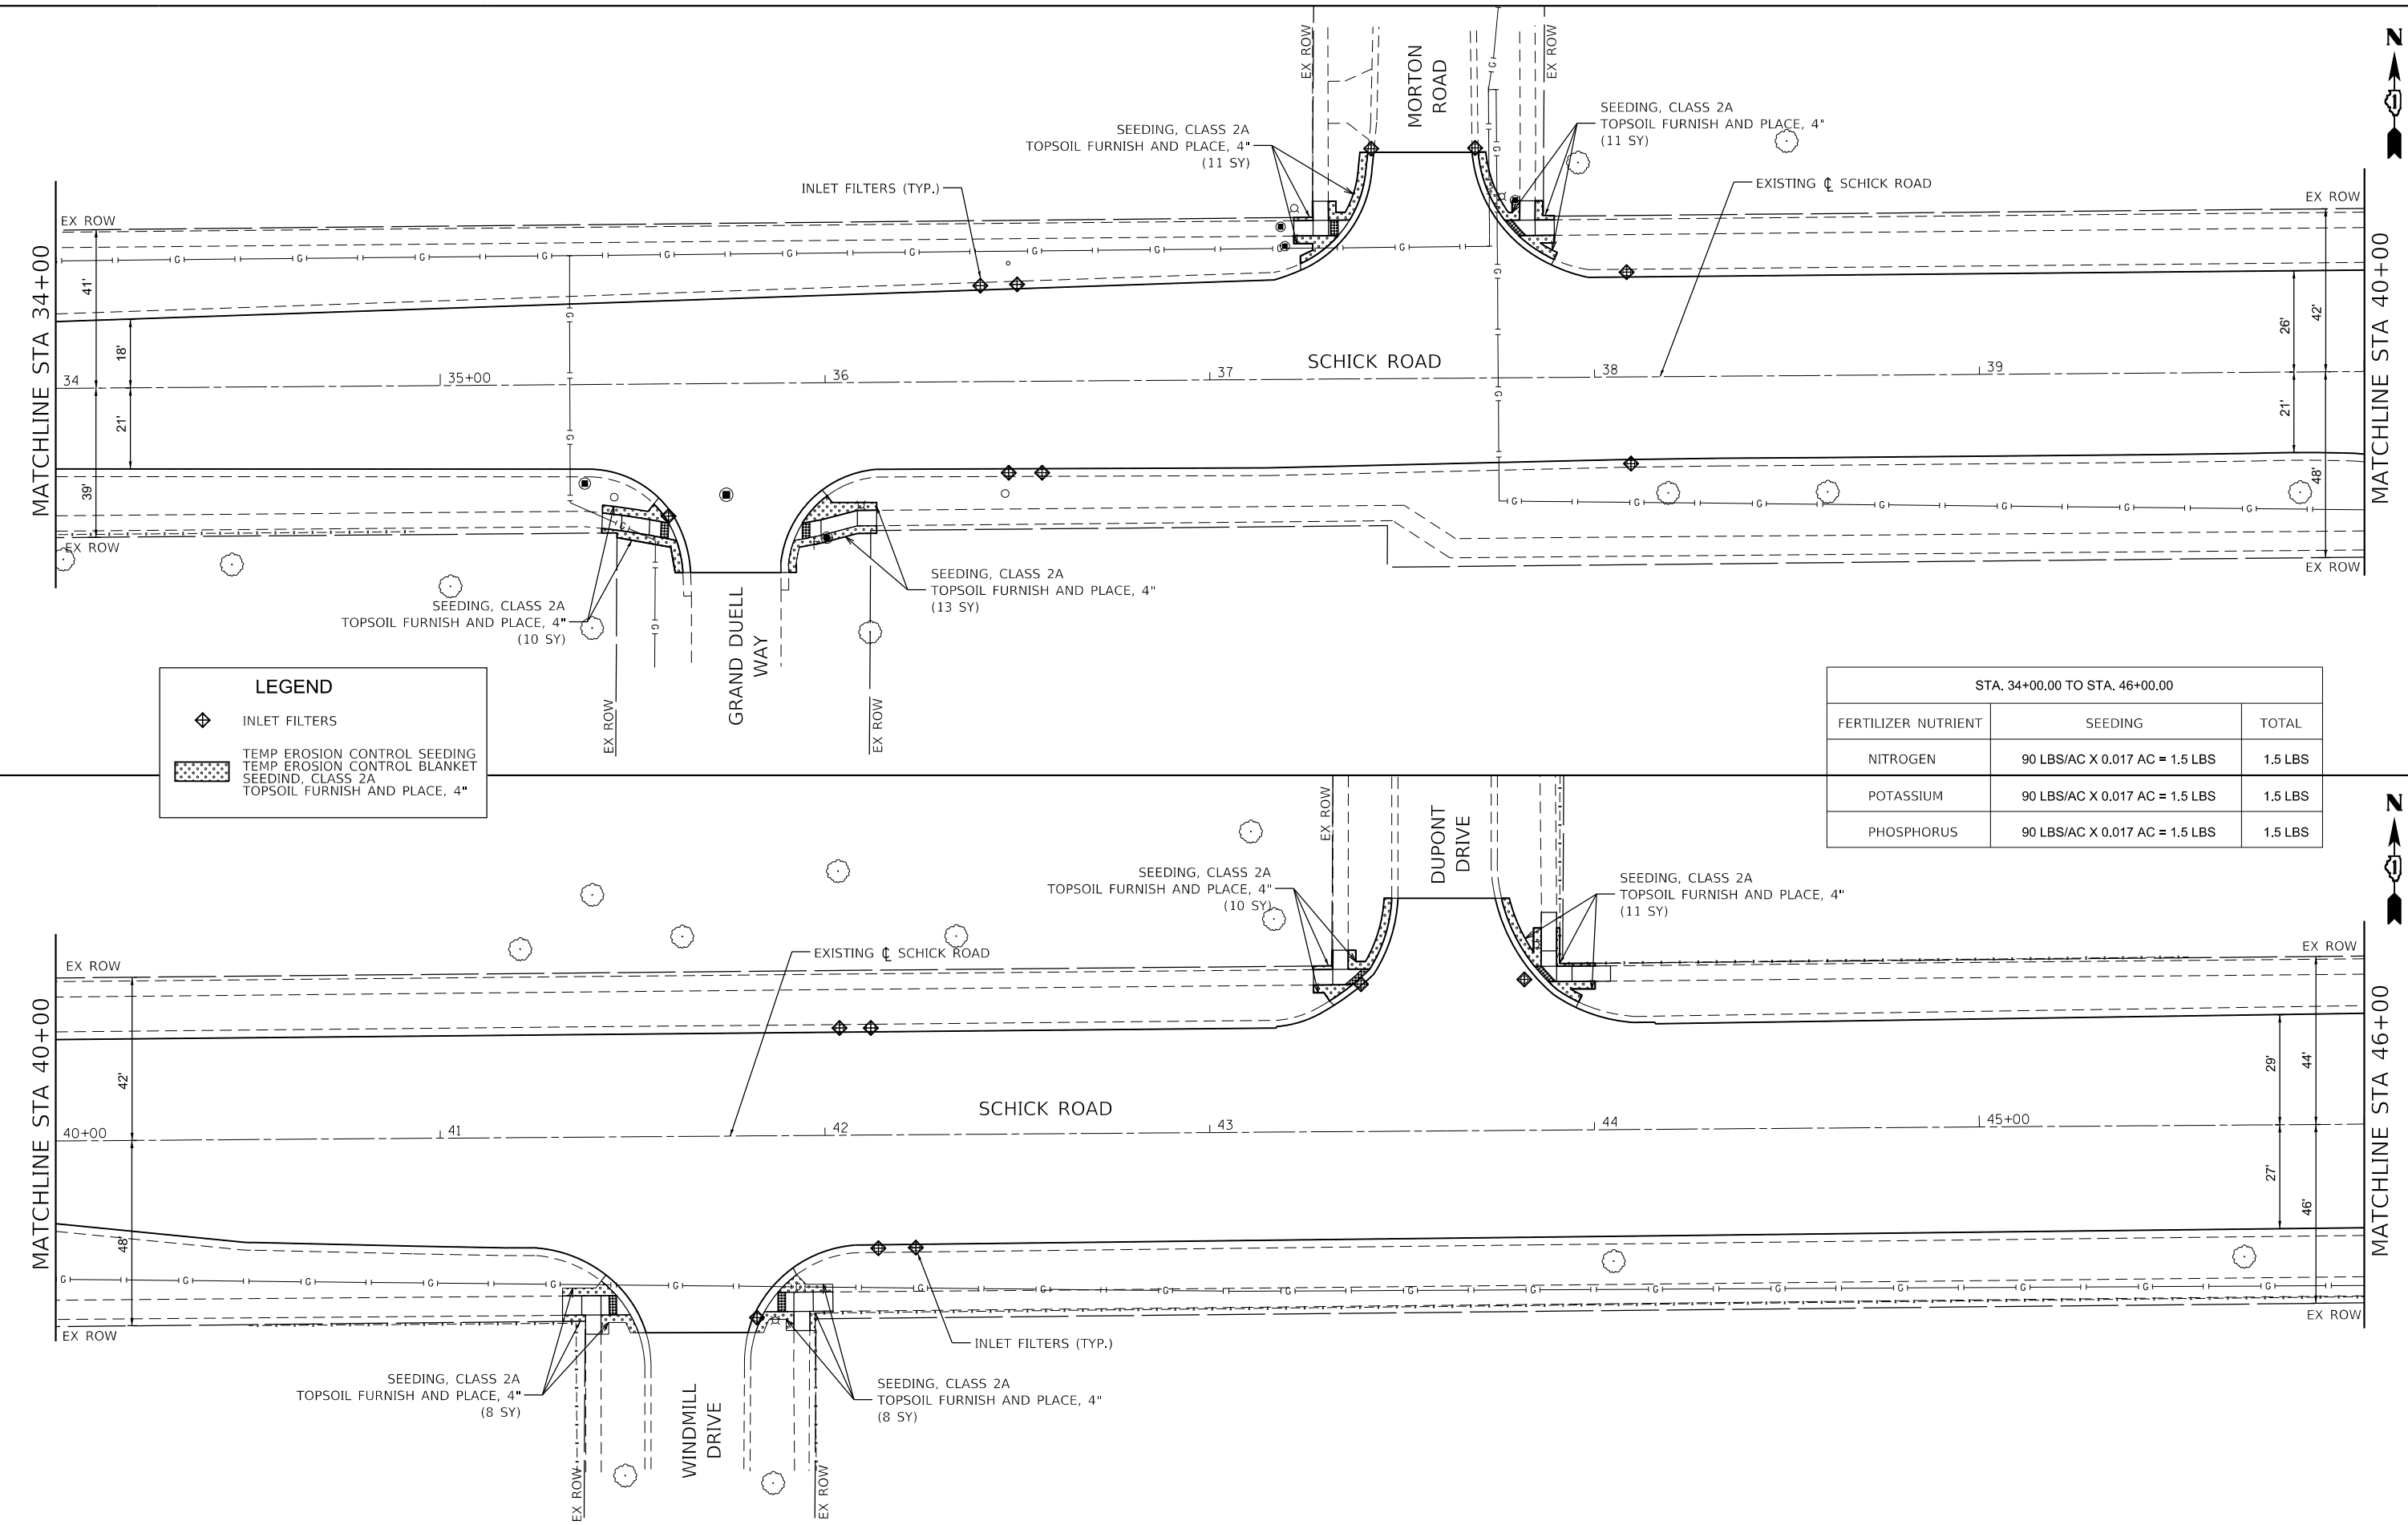 N
MORTON
ROAD
EX ROW
EX ROW
SEEDING, CLASS 2A
TOPSOIL FURNISH AND PLACE, 4"
(11 SY)
SEEDING, CLASS 2A
TOPSOIL FURNISH AND PLACE, 4"
(11 SY)
INLET FILTERS (TYP.)
EXISTING ℄ SCHICK ROAD
EX ROW
EX ROW
MATCHLINE STA 34+00
MATCHLINE STA 40+00
41'
18'
21'
39'
26'
42'
21'
48'
G G G G G G G G G G G
G
G
G
G
G
G
G
G
G
G G G G G G G
SCHICK ROAD
34
35+00
36
37
38
39
EX ROW
EX ROW
SEEDING, CLASS 2A
TOPSOIL FURNISH AND PLACE, 4"
(10 SY)
SEEDING, CLASS 2A
TOPSOIL FURNISH AND PLACE, 4"
(13 SY)
GRAND DUELL
WAY
EX ROW
EX ROW
LEGEND
INLET FILTERS
TEMP EROSION CONTROL SEEDING
TEMP EROSION CONTROL BLANKET
SEEDIND, CLASS 2A
TOPSOIL FURNISH AND PLACE, 4"
STA. 34+00.00 TO STA. 46+00.00
FERTILIZER NUTRIENT SEEDING TOTAL
NITROGEN 90 LBS/AC X 0.017 AC = 1.5 LBS 1.5 LBS
POTASSIUM 90 LBS/AC X 0.017 AC = 1.5 LBS 1.5 LBS
PHOSPHORUS 90 LBS/AC X 0.017 AC = 1.5 LBS 1.5 LBS
N
DUPONT
DRIVE
EX ROW
SEEDING, CLASS 2A
TOPSOIL FURNISH AND PLACE, 4"
(10 SY)
SEEDING, CLASS 2A
TOPSOIL FURNISH AND PLACE, 4"
(11 SY)
EXISTING ℄ SCHICK ROAD
EX ROW
EX ROW
MATCHLINE STA 40+00
MATCHLINE STA 46+00
42'
48'
29'
44'
27'
46'
SCHICK ROAD
40+00
41
42
43
44
45+00
G G G G G G G G G G G G G G G G G G G
EX ROW
EX ROW
INLET FILTERS (TYP.)
SEEDING, CLASS 2A
TOPSOIL FURNISH AND PLACE, 4"
(8 SY)
SEEDING, CLASS 2A
TOPSOIL FURNISH AND PLACE, 4"
(8 SY)
WINDMILL
DRIVE
EX ROW
EX ROW